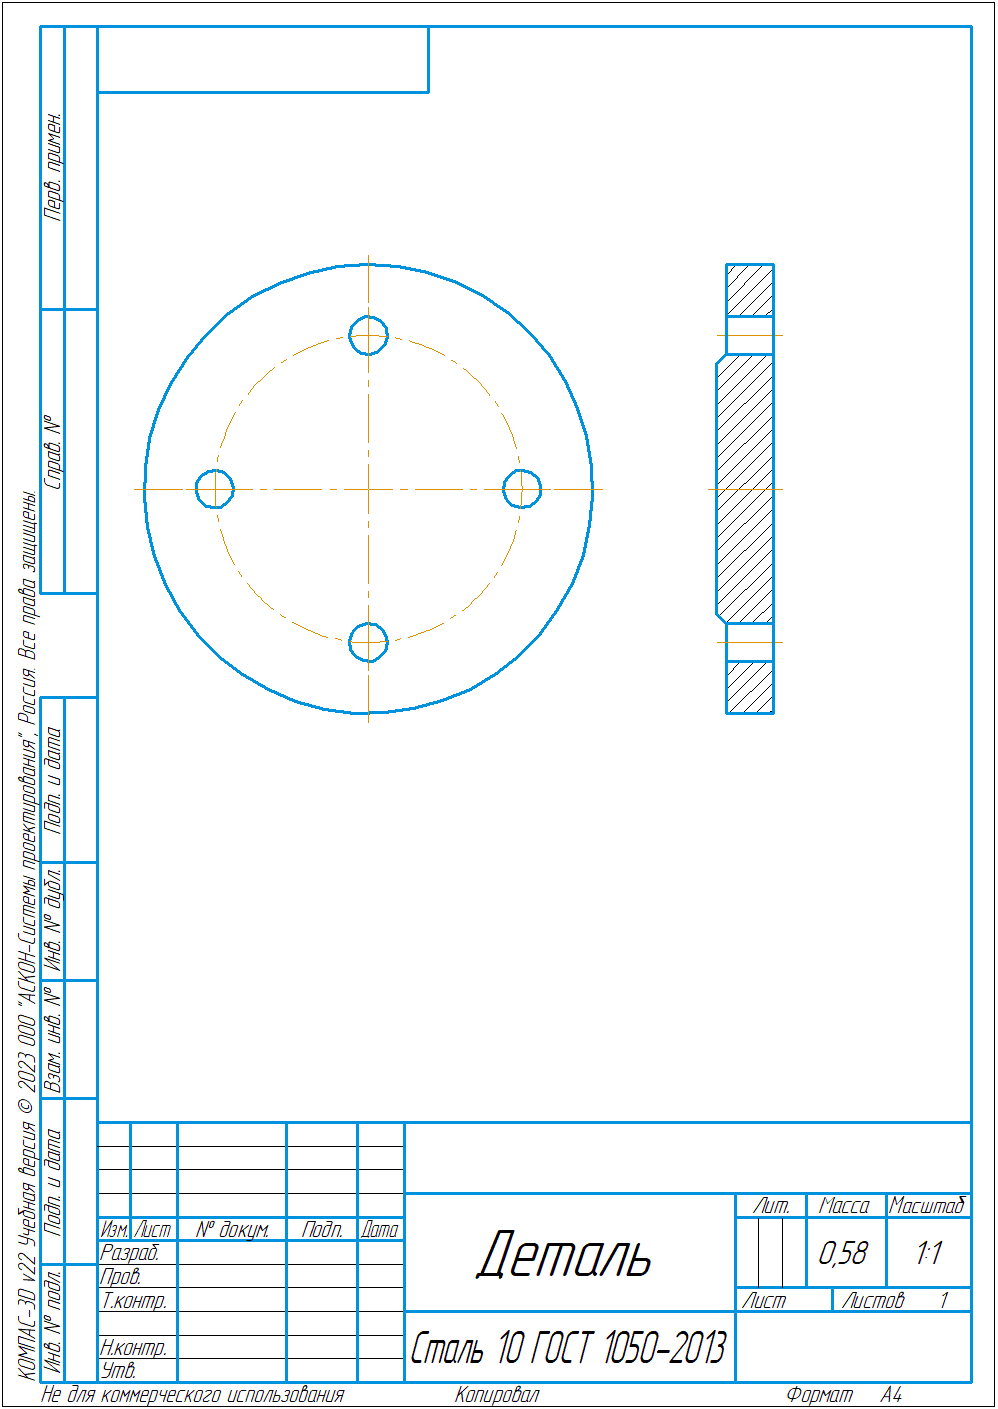 Перв. примен.
Справ. №
Подп. и дата
Инв. № дубл.
Взам. инв. №
Подп. и дата
Инв. № подл.
КОМПАС-3D v22 Учебная версия © 2023 ООО "АСКОН-Системы проектирования", Россия. Все права защищены.
Изм. Лист № докум. Подп. Дата
Разраб.
Пров.
Т.контр.
Н.контр.
Утв.
Деталь
Сталь 10 ГОСТ 1050-2013
Лит. Масса Масштаб
0,58 1:1
Лист Листов 1
Не для коммерческого использования Копировал Формат А4